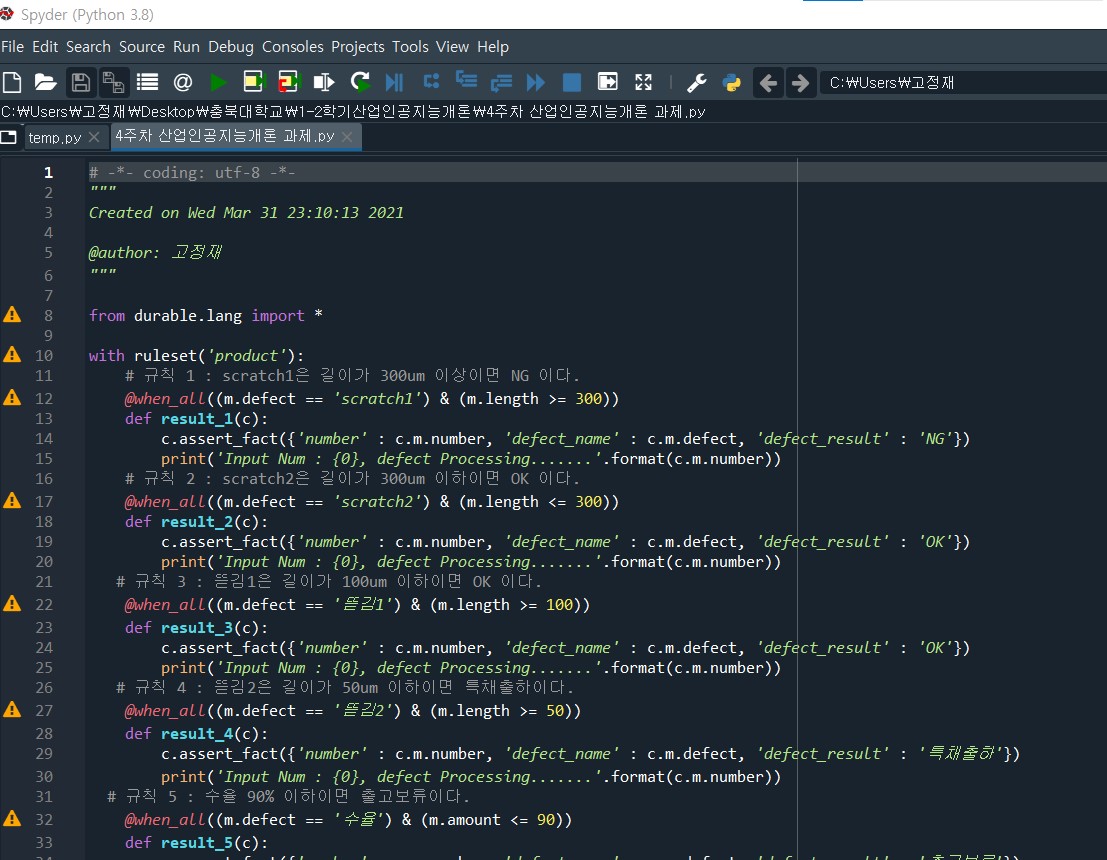 Spyder (Python 3.8)
File Edit Search Source Run Debug Consoles Projects Tools View Help
C:₩Users₩고정재
C:₩Users₩고정재₩Desktop₩충북대학교₩1-2학기산업인공지능개론₩4주차 산업인공지능개론 과제.py
temp.py 4주차 산업인공지능개론 과제.py
1 # -*- coding: utf-8 -*-
2 """
3 Created on Wed Mar 31 23:10:13 2021
4
5 @author: 고정재
6 """
7
8 from durable.lang import *
9
10 with ruleset('product'):
11 # 규칙 1 : scratch1은 길이가 300um 이상이면 NG 이다.
12 @when_all((m.defect == 'scratch1') & (m.length >= 300))
13 def result_1(c):
14 c.assert_fact({'number' : c.m.number, 'defect_name' : c.m.defect, 'defect_result' : 'NG'})
15 print('Input Num : {0}, defect Processing.......'.format(c.m.number))
16 # 규칙 2 : scratch2은 길이가 300um 이하이면 OK 이다.
17 @when_all((m.defect == 'scratch2') & (m.length <= 300))
18 def result_2(c):
19 c.assert_fact({'number' : c.m.number, 'defect_name' : c.m.defect, 'defect_result' : 'OK'})
20 print('Input Num : {0}, defect Processing.......'.format(c.m.number))
21 # 규칙 3 : 뜯김1은 길이가 100um 이하이면 OK 이다.
22 @when_all((m.defect == '뜯김1') & (m.length >= 100))
23 def result_3(c):
24 c.assert_fact({'number' : c.m.number, 'defect_name' : c.m.defect, 'defect_result' : 'OK'})
25 print('Input Num : {0}, defect Processing.......'.format(c.m.number))
26 # 규칙 4 : 뜯김2은 길이가 50um 이하이면 특채출하이다.
27 @when_all((m.defect == '뜯김2') & (m.length >= 50))
28 def result_4(c):
29 c.assert_fact({'number' : c.m.number, 'defect_name' : c.m.defect, 'defect_result' : '특채출하'})
30 print('Input Num : {0}, defect Processing.......'.format(c.m.number))
31 # 규칙 5 : 수율 90% 이하이면 출고보류이다.
32 @when_all((m.defect == '수율') & (m.amount <= 90))
33 def result_5(c):